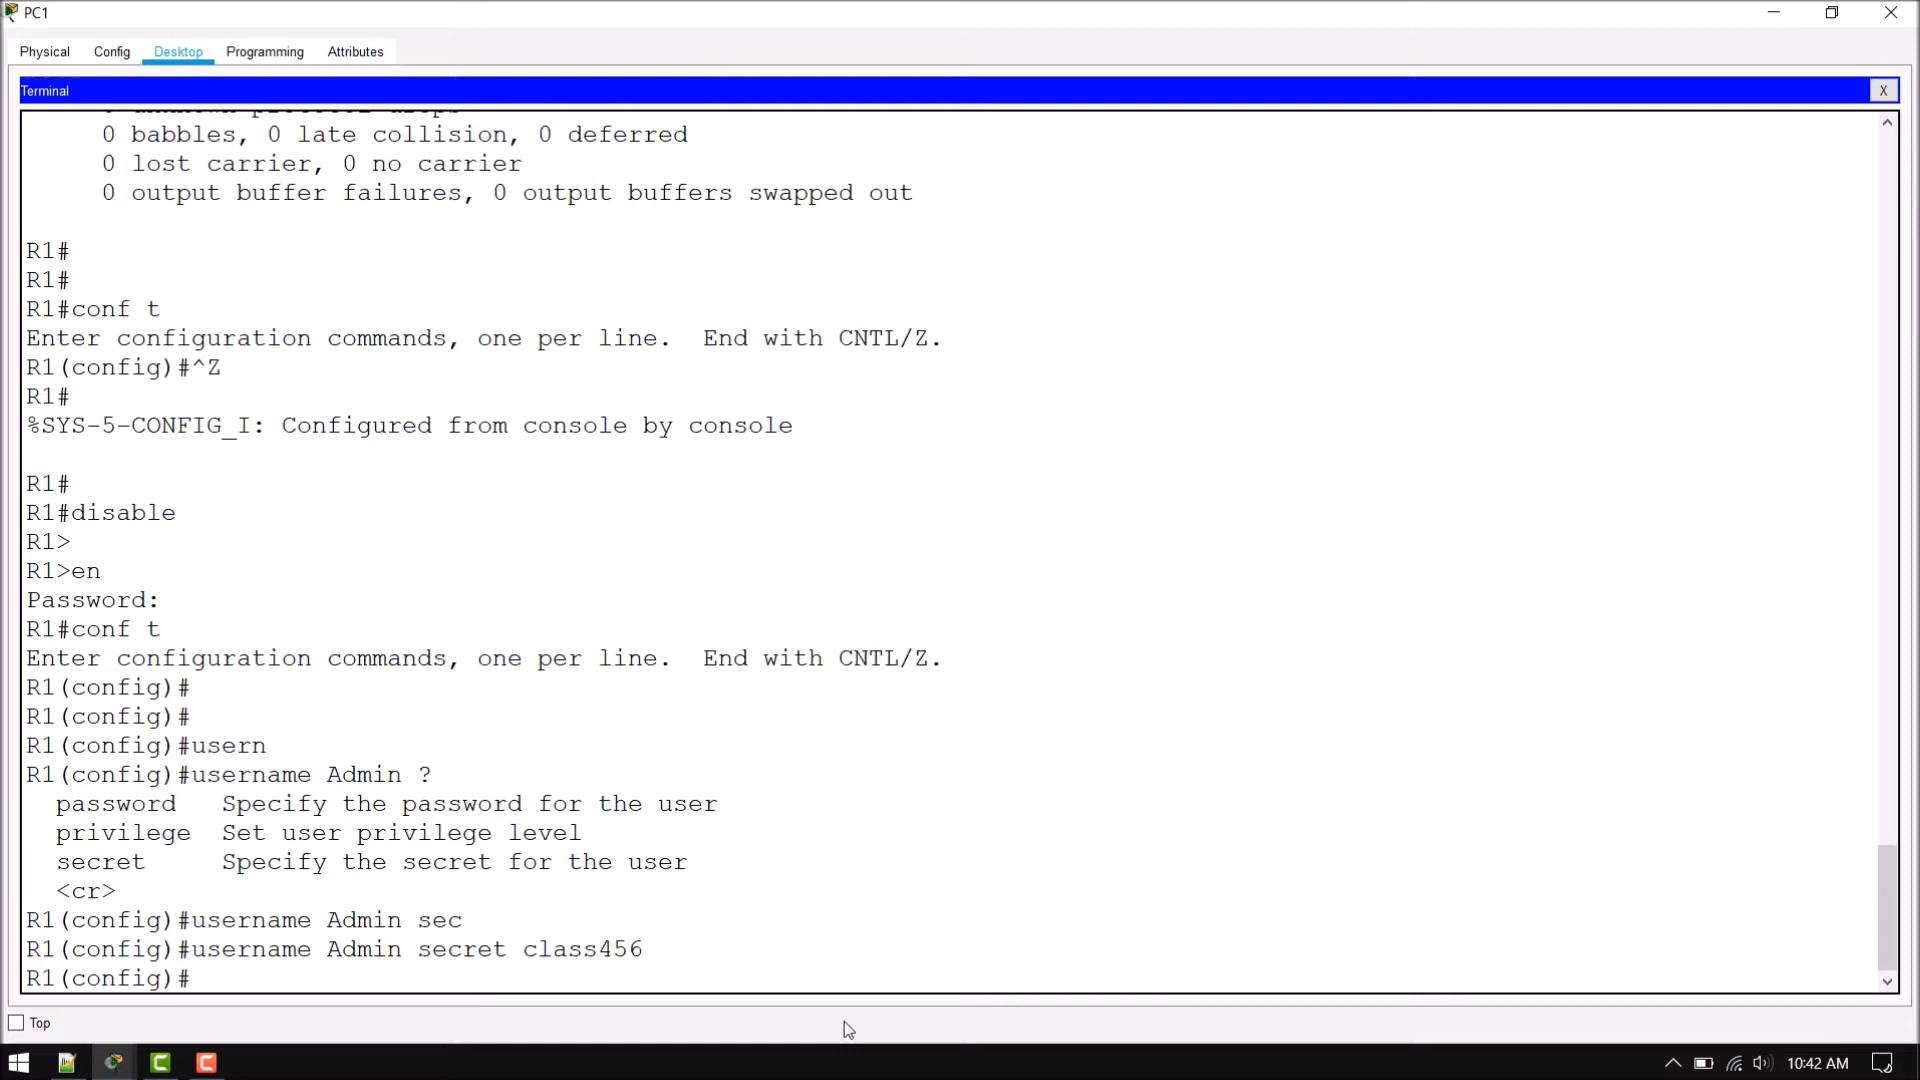 PC1
Physical Config Desktop Programming Attributes
Terminal X
0 babbles, 0 late collision, 0 deferred
0 lost carrier, 0 no carrier
0 output buffer failures, 0 output buffers swapped out
R1#
R1#
R1#conf t
Enter configuration commands, one per line.  End with CNTL/Z.
R1(config)#^Z
R1#
%SYS-5-CONFIG_I: Configured from console by console
R1#
R1#disable
R1>
R1>en
Password:
R1#conf t
Enter configuration commands, one per line.  End with CNTL/Z.
R1(config)#
R1(config)#
R1(config)#usern
R1(config)#username Admin ?
password   Specify the password for the user
privilege  Set user privilege level
secret     Specify the secret for the user
<cr>
R1(config)#username Admin sec
R1(config)#username Admin secret class456
R1(config)#
Top
10:42 AM